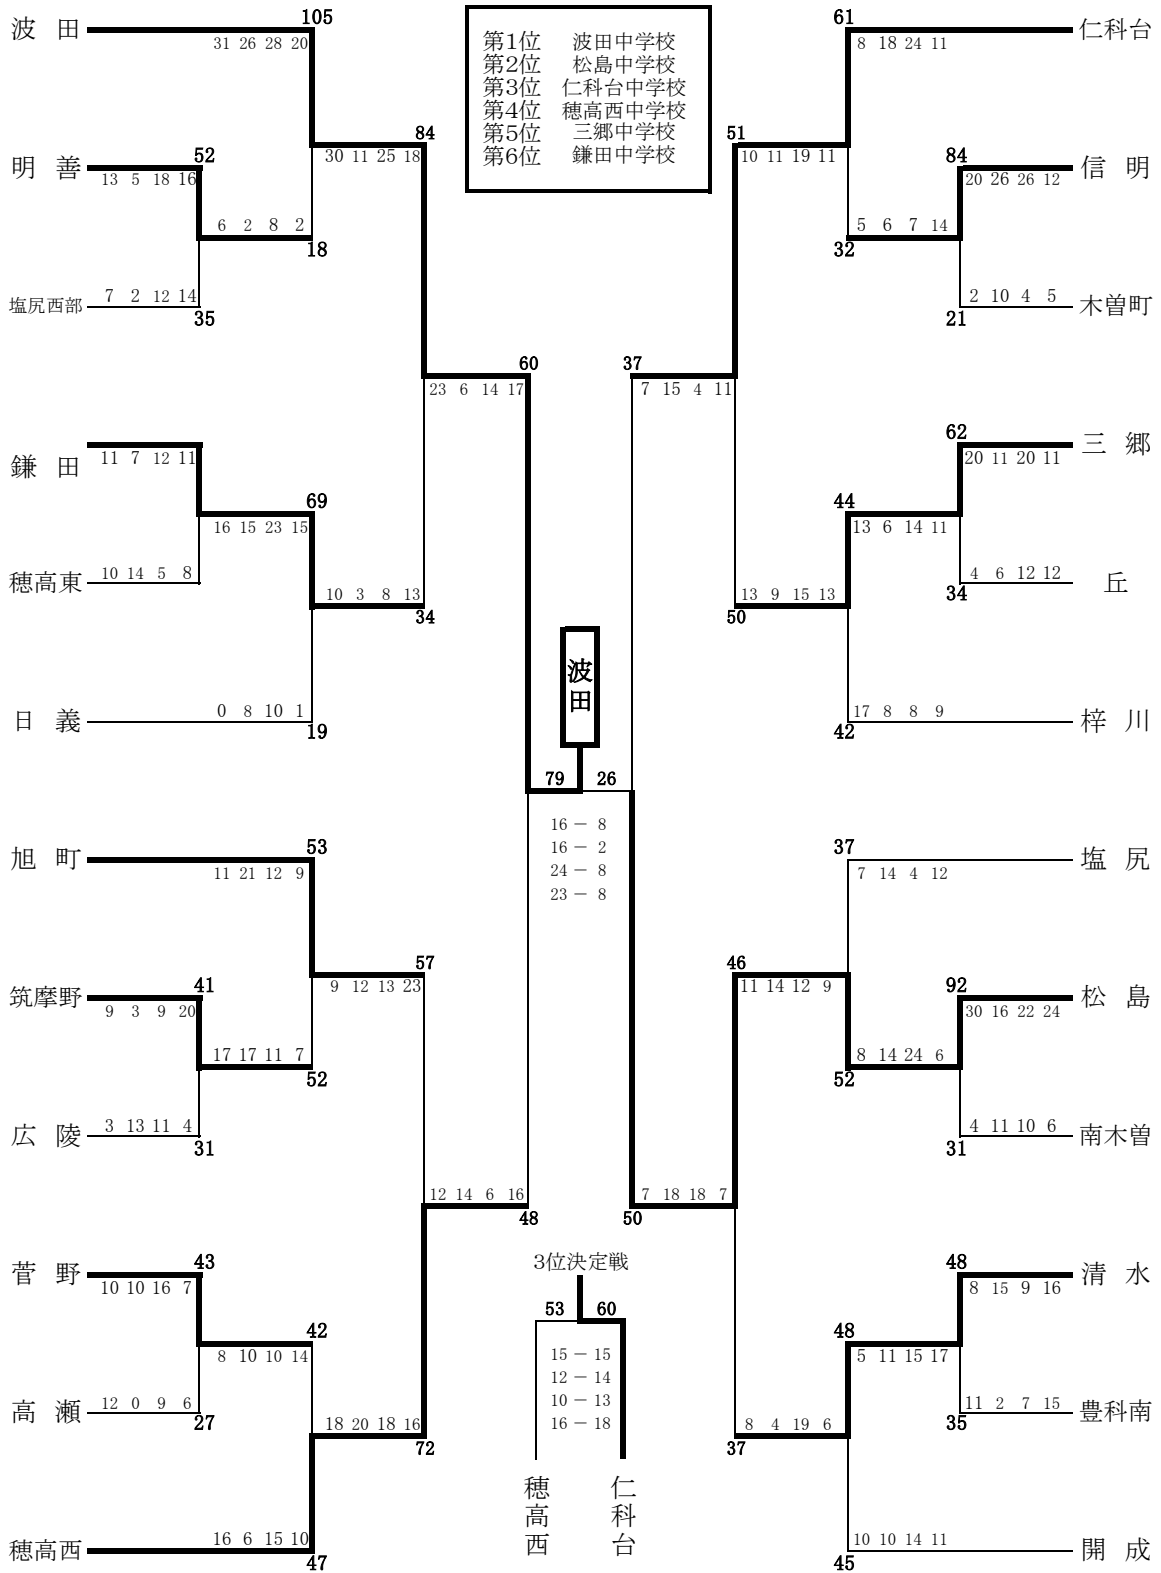 第1位 波田中学校
第2位 松島中学校
第3位 仁科台中学校
第4位 穂高西中学校
第5位 三郷中学校
第6位 鎌田中学校
波田
105
31 26 28 20
84
30 11 25 18
明善
52
13 5 18 16
6 2 8 2
18
塩尻西部
7 2 12 14
35
60
23 6 14 17
鎌田
11 7 12 11
69
16 15 23 15
穂高東
10 14 5 8
10 3 8 13
34
日義
0 8 10 1
19
旭町
53
11 21 12 9
57
9 12 13 23
筑摩野
41
9 3 9 20
17 17 11 7
52
広陵
3 13 11 4
31
12 14 6 16
48
菅野
43
10 10 16 7
42
8 10 10 14
高瀬
12 0 9 6
27
18 20 18 16
72
穂高西
16 6 15 10
47
波田
79 26
16 － 8
16 － 2
24 － 8
23 － 8
3位決定戦
53 60
15 － 15
12 － 14
10 － 13
16 － 18
穂高西
仁科台
61
8 18 24 11
仁科台
51
10 11 19 11
84
20 26 26 12
信明
5 6 7 14
32
2 10 4 5
21
木曽町
37
7 15 4 11
62
20 11 20 11
三郷
44
13 6 14 11
4 6 12 12
34
丘
13 9 15 13
50
17 8 8 9
42
梓川
37
7 14 4 12
塩尻
46
11 14 12 9
92
30 16 22 24
松島
8 14 24 6
52
4 11 10 6
31
南木曽
7 18 18 7
50
48
8 15 9 16
清水
48
5 11 15 17
11 2 7 15
35
豊科南
8 4 19 6
37
10 10 14 11
45
開成